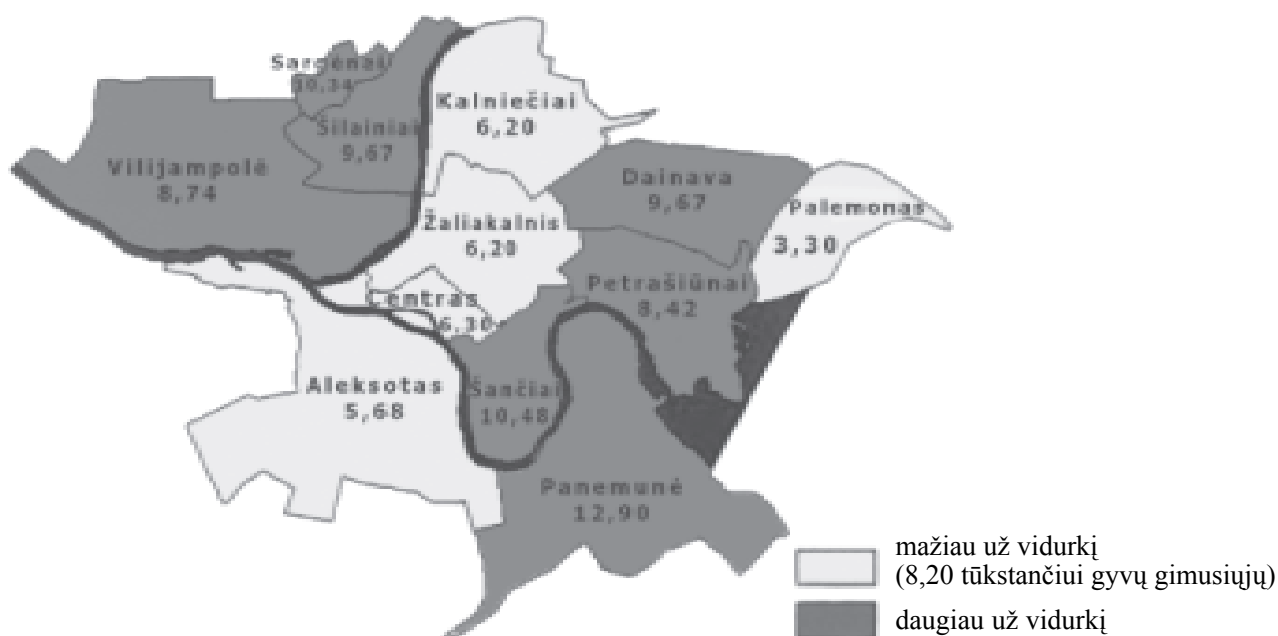 Sargėnai
10,34
Kalniečiai
6,20
Šilainiai
9,67
Vilijampolė
8,74
Dainava
9,67
Palemonas
3,30
Žaliakalnis
6,20
Petrašiūnai
8,42
Centras
6,30
Aleksotas
5,68
Šančiai
10,48
Panemunė
12,90
mažiau už vidurkį
(8,20 tūkstančiui gyvų gimusiųjų)
daugiau už vidurkį